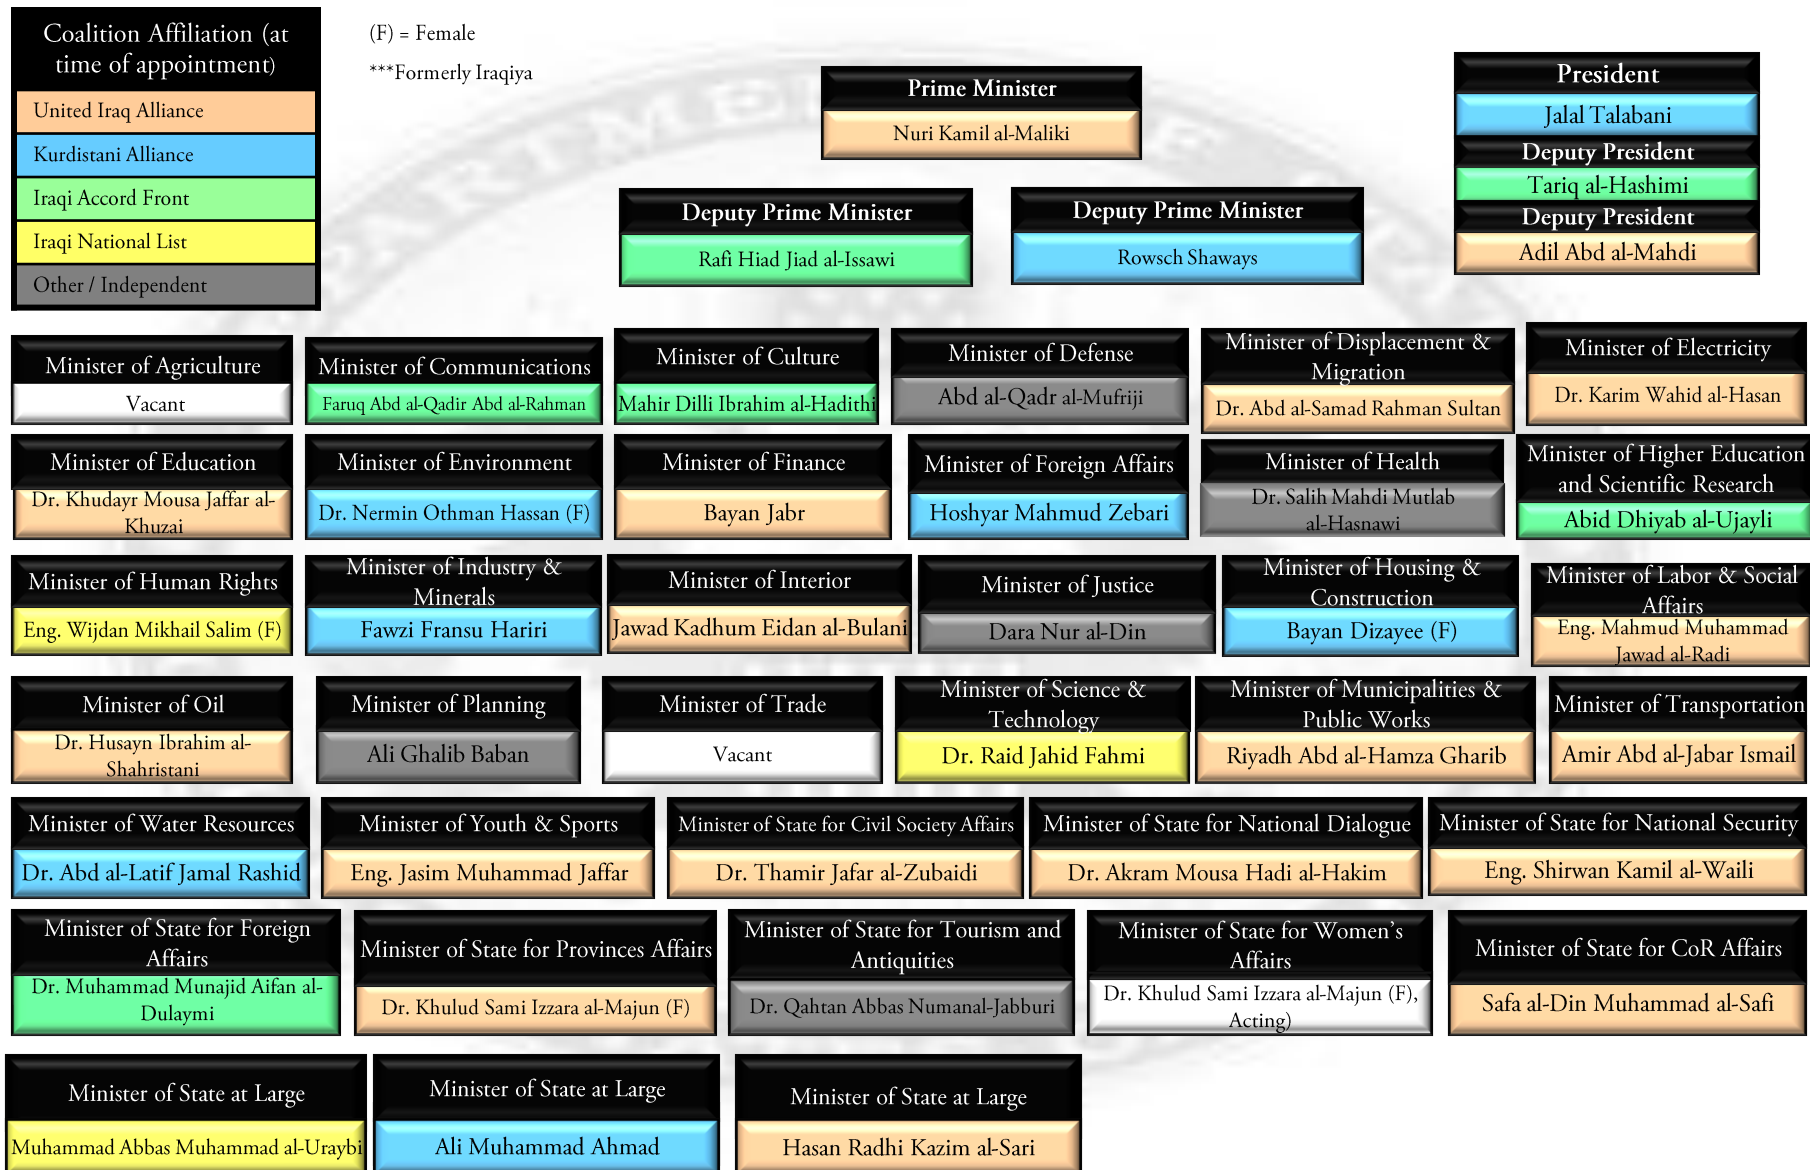 Coalition Affiliation (at
time of appointment)
United Iraq Alliance
Kurdistani Alliance
Iraqi Accord Front
Iraqi National List
Other / Independent
(F) = Female
***Formerly Iraqiya
Prime Minister
Nuri Kamil al-Maliki
President
Jalal Talabani
Deputy President
Tariq al-Hashimi
Deputy President
Adil Abd al-Mahdi
Deputy Prime Minister
Rafi Hiad Jiad al-Issawi
Deputy Prime Minister
Rowsch Shaways
Minister of Agriculture
Vacant
Minister of Communications
Faruq Abd al-Qadir Abd al-Rahman
Minister of Culture
Mahir Dilli Ibrahim al-Hadithi
Minister of Defense
Abd al-Qadr al-Mufriji
Minister of Displacement &
Migration
Dr. Abd al-Samad Rahman Sultan
Minister of Electricity
Dr. Karim Wahid al-Hasan
Minister of Education
Dr. Khudayr Mousa Jaffar al-
Khuzai
Minister of Environment
Dr. Nermin Othman Hassan (F)
Minister of Finance
Bayan Jabr
Minister of Foreign Affairs
Hoshyar Mahmud Zebari
Minister of Health
Dr. Salih Mahdi Mutlab
al-Hasnawi
Minister of Higher Education
and Scientific Research
Abid Dhiyab al-Ujayli
Minister of Human Rights
Eng. Wijdan Mikhail Salim (F)
Minister of Industry &
Minerals
Fawzi Fransu Hariri
Minister of Interior
Jawad Kadhum Eidan al-Bulani
Minister of Justice
Dara Nur al-Din
Minister of Housing &
Construction
Bayan Dizayee (F)
Minister of Labor & Social
Affairs
Eng. Mahmud Muhammad
Jawad al-Radi
Minister of Oil
Dr. Husayn Ibrahim al-
Shahristani
Minister of Planning
Ali Ghalib Baban
Minister of Trade
Vacant
Minister of Science &
Technology
Dr. Raid Jahid Fahmi
Minister of Municipalities &
Public Works
Riyadh Abd al-Hamza Gharib
Minister of Transportation
Amir Abd al-Jabar Ismail
Minister of Water Resources
Dr. Abd al-Latif Jamal Rashid
Minister of Youth & Sports
Eng. Jasim Muhammad Jaffar
Minister of State for Civil Society Affairs
Dr. Thamir Jafar al-Zubaidi
Minister of State for National Dialogue
Dr. Akram Mousa Hadi al-Hakim
Minister of State for National Security
Eng. Shirwan Kamil al-Waili
Minister of State for Foreign
Affairs
Dr. Muhammad Munajid Aifan al-
Dulaymi
Minister of State for Provinces Affairs
Dr. Khulud Sami Izzara al-Majun (F)
Minister of State for Tourism and
Antiquities
Dr. Qahtan Abbas Numanal-Jabburi
Minister of State for Women’s
Affairs
Dr. Khulud Sami Izzara al-Majun (F),
Acting)
Minister of State for CoR Affairs
Safa al-Din Muhammad al-Safi
Minister of State at Large
Muhammad Abbas Muhammad al-Uraybi
Minister of State at Large
Ali Muhammad Ahmad
Minister of State at Large
Hasan Radhi Kazim al-Sari